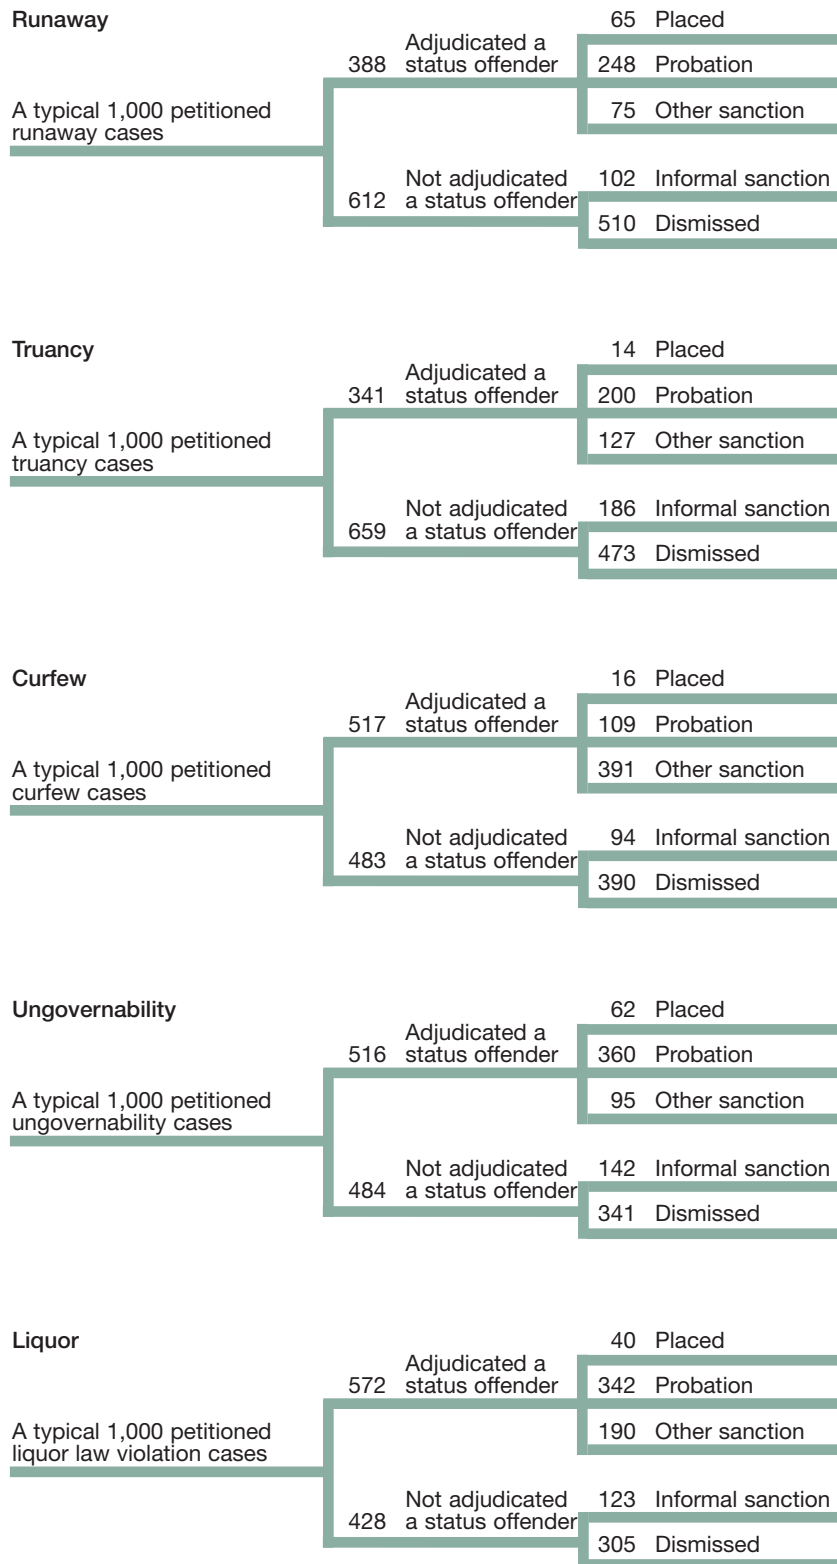 Runaway
65 Placed
Adjudicated a
388 status offender
248 Probation
A typical 1,000 petitioned
runaway cases
75 Other sanction
Not adjudicated
612 a status offender
102 Informal sanction
510 Dismissed
Truancy
14 Placed
Adjudicated a
341 status offender
200 Probation
A typical 1,000 petitioned
truancy cases
127 Other sanction
Not adjudicated
659 a status offender
186 Informal sanction
473 Dismissed
Curfew
16 Placed
Adjudicated a
517 status offender
109 Probation
A typical 1,000 petitioned
curfew cases
391 Other sanction
Not adjudicated
483 a status offender
94 Informal sanction
390 Dismissed
Ungovernability
62 Placed
Adjudicated a
516 status offender
360 Probation
A typical 1,000 petitioned
ungovernability cases
95 Other sanction
Not adjudicated
484 a status offender
142 Informal sanction
341 Dismissed
Liquor
40 Placed
Adjudicated a
572 status offender
342 Probation
A typical 1,000 petitioned
liquor law violation cases
190 Other sanction
Not adjudicated
428 a status offender
123 Informal sanction
305 Dismissed